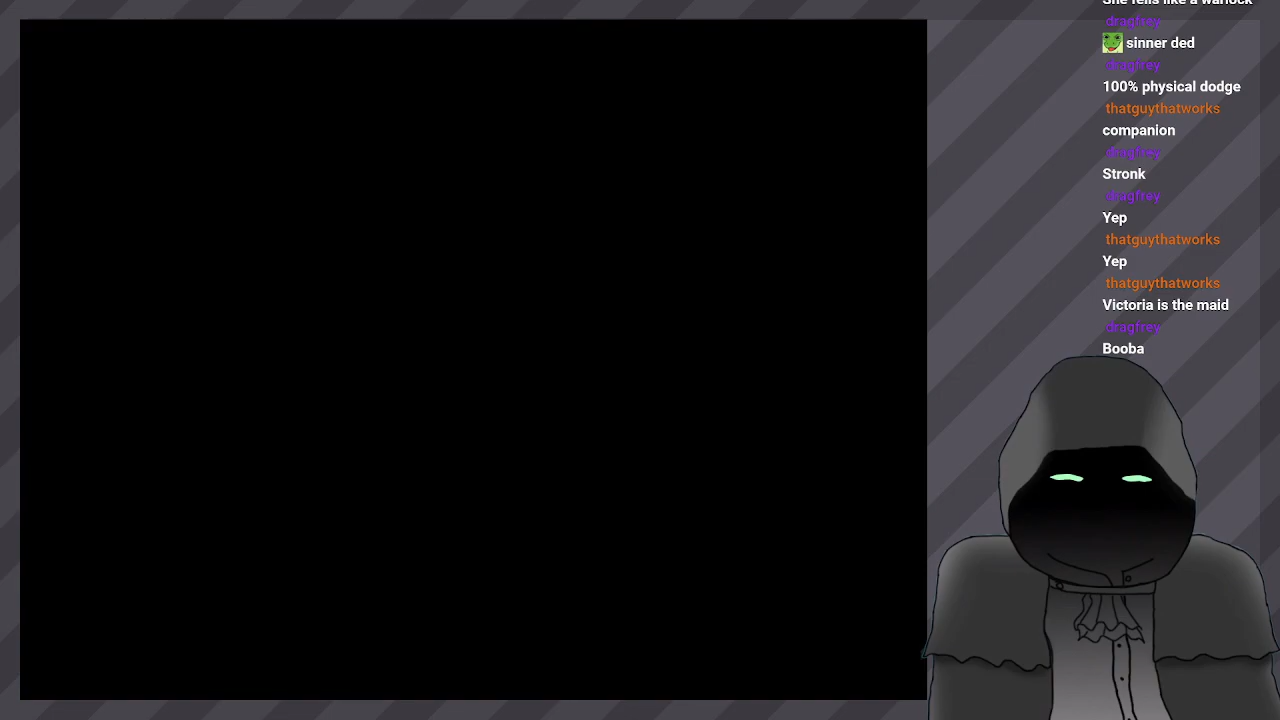 She fells like a warlock
dragfrey
sinner ded
dragfrey
100% physical dodge
thatguythatworks
companion
dragfrey
Stronk
dragfrey
Yep
thatguythatworks
Yep
thatguythatworks
Victoria is the maid
dragfrey
Booba